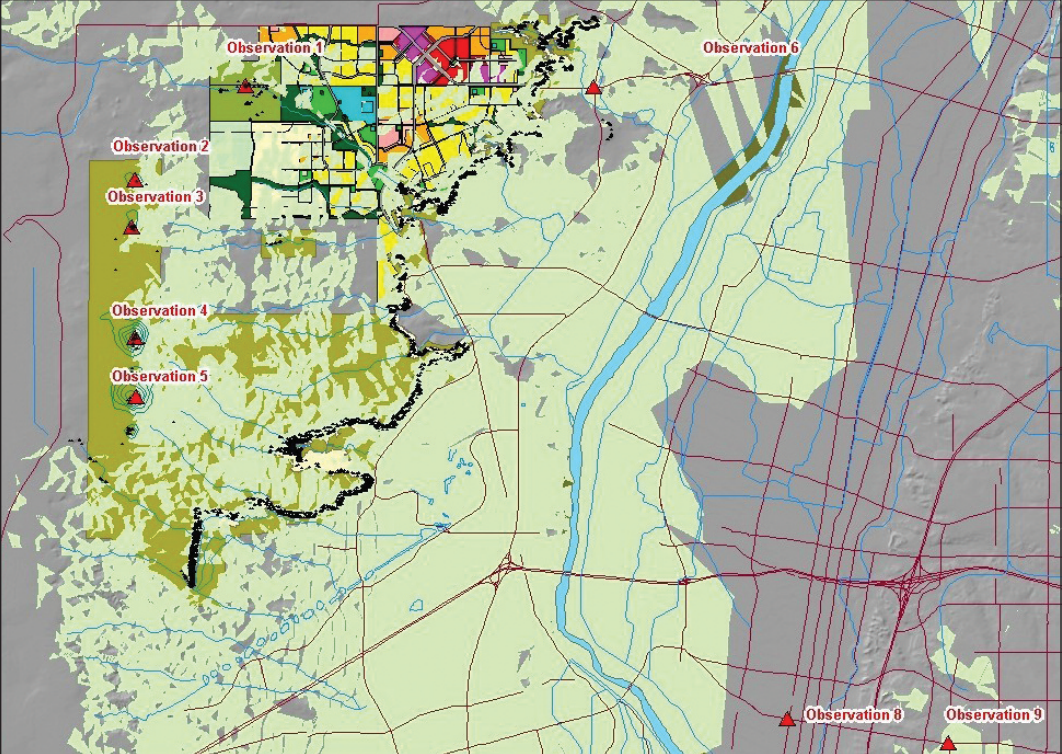 Observation 1
Observation 6
Observation 2
Observation 3
Observation 4
Observation 5
Observation 8
Observation 9